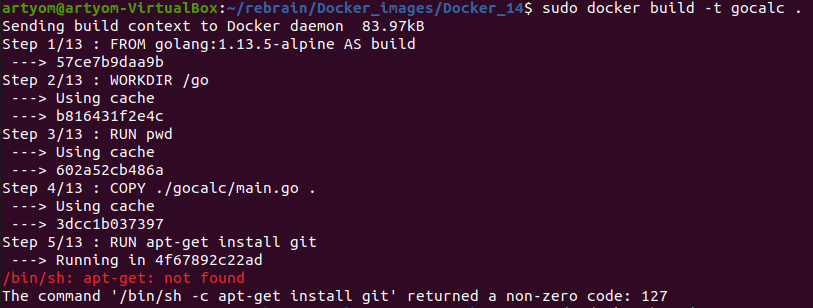 artyom@artyom-VirtualBox:~/rebrain/Docker_images/Docker_14$ sudo docker build -t gocalc .
Sending build context to Docker daemon  83.97kB
Step 1/13 : FROM golang:1.13.5-alpine AS build
 ---> 57ce7b9daa9b
Step 2/13 : WORKDIR /go
 ---> Using cache
 ---> b816431f2e4c
Step 3/13 : RUN pwd
 ---> Using cache
 ---> 602a52cb486a
Step 4/13 : COPY ./gocalc/main.go .
 ---> Using cache
 ---> 3dcc1b037397
Step 5/13 : RUN apt-get install git
 ---> Running in 4f67892c22ad
/bin/sh: apt-get: not found
The command '/bin/sh -c apt-get install git' returned a non-zero code: 127